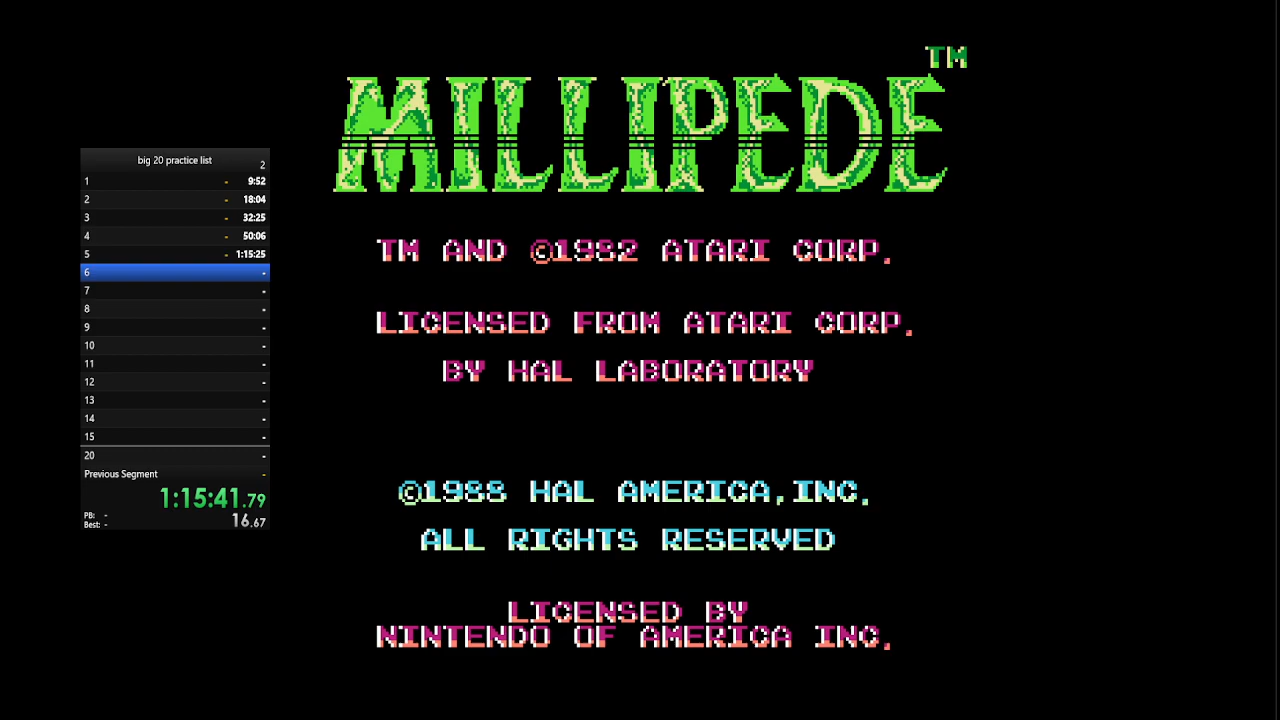 big 20 practice list
2
1 - 9:52
2 - 18:04
3 - 32:25
4 - 50:06
5 - 1:15:25
6 -
7 -
8 -
9 -
10 -
11 -
12 -
13 -
14 -
15 -
20 -
Previous Segment -
1:15:41.79
PB: -
Best: -
16.67
MILLIPEDE TM
TM AND ©1982 ATARI CORP.
LICENSED FROM ATARI CORP.
BY HAL LABORATORY
©1988 HAL AMERICA,INC.
ALL RIGHTS RESERVED
LICENSED BY
NINTENDO OF AMERICA INC.